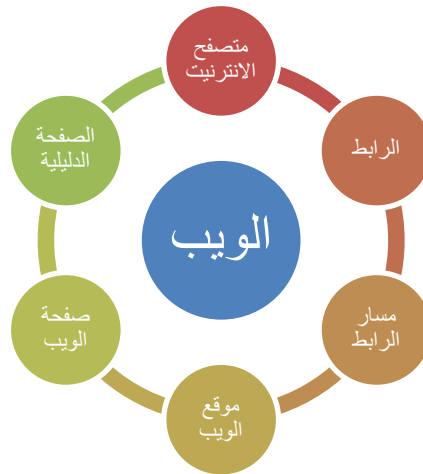 متصفح
الانترنيت
الرابط
مسار
الرابط
موقع
الويب
صفحة
الويب
الصفحة
الدليلية
الويب